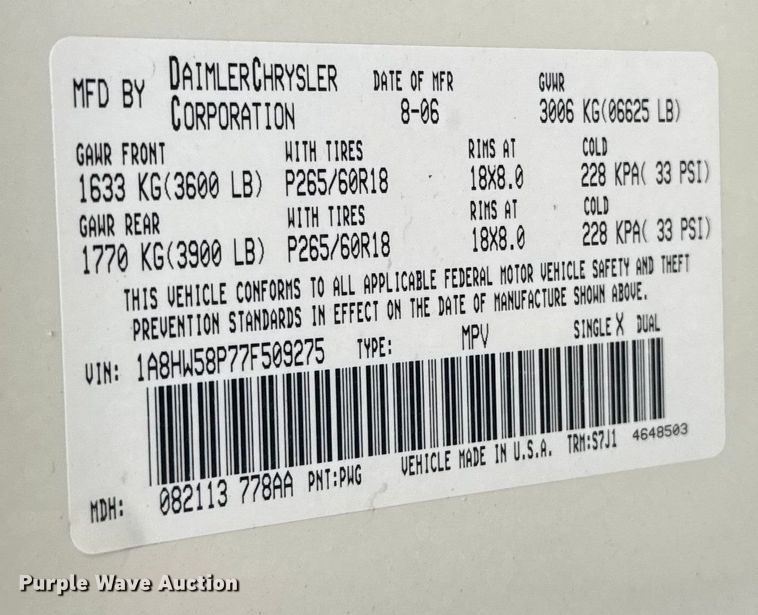 MFD BY DAIMLERCHRYSLER CORPORATION DATE OF MFR 8-06 GVWR 3006 KG(06625 LB)
GAWR FRONT WITH TIRES RIMS AT COLD
1633 KG(3600 LB) P265/60R18 18X8.0 228 KPA( 33 PSI)
GAWR REAR WITH TIRES RIMS AT COLD
1770 KG(3900 LB) P265/60R18 18X8.0 228 KPA( 33 PSI)
THIS VEHICLE CONFORMS TO ALL APPLICABLE FEDERAL MOTOR VEHICLE SAFETY AND THEFT
PREVENTION STANDARDS IN EFFECT ON THE DATE OF MANUFACTURE SHOWN ABOVE.
VIN: 1A8HW58P77F509275 TYPE: MPV SINGLE X DUAL
MDH: 082113 778AA PNT:PWG VEHICLE MADE IN U.S.A. TRM:S7J1 4648503
Purple Wave Auction